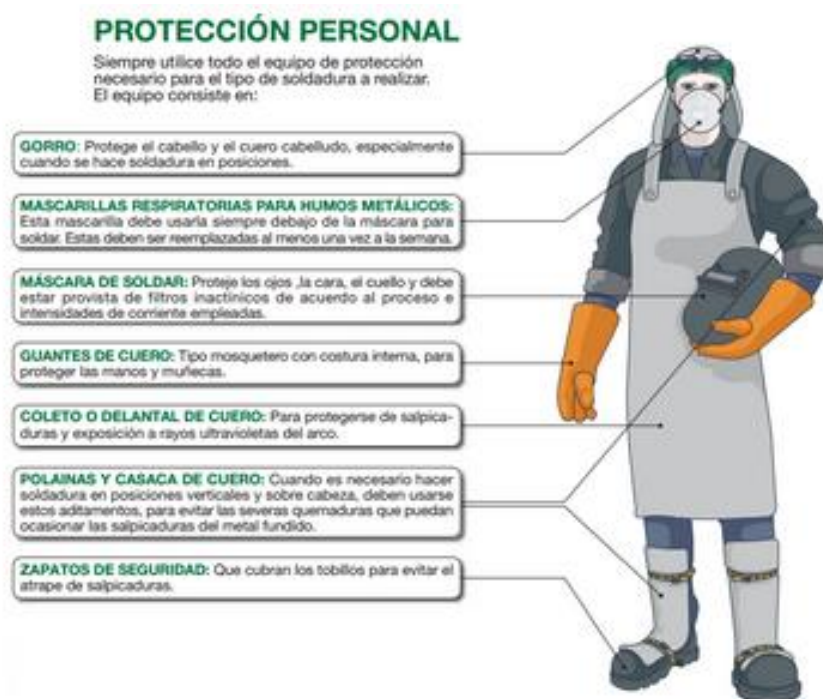 PROTECCIÓN PERSONAL
Siempre utilice todo el equipo de protección
necesario para el tipo de soldadura a realizar.
El equipo consiste en:
GORRO: Protege el cabello y el cuero cabelludo, especialmente
cuando se hace soldadura en posiciones.
MASCARILLAS RESPIRATORIAS PARA HUMOS METÁLICOS:
Esta mascarilla debe usarla siempre debajo de la máscara para
soldar. Estas deben ser reemplazadas al menos una vez a la semana.
MÁSCARA DE SOLDAR: Proteje los ojos ,la cara, el cuello y debe
estar provista de filtros inactínicos de acuerdo al proceso e
intensidades de corriente empleadas.
GUANTES DE CUERO: Tipo mosquetero con costura interna, para
proteger las manos y muñecas.
COLETO O DELANTAL DE CUERO: Para protegerse de salpica-
duras y exposición a rayos ultravioletas del arco.
POLAINAS Y CASACA DE CUERO: Cuando es necesario hacer
soldadura en posiciones verticales y sobre cabeza, deben usarse
estos aditamentos, para evitar las severas quemaduras que puedan
ocasionar las salpicaduras del metal fundido.
ZAPATOS DE SEGURIDAD: Que cubran los tobillos para evitar el
atrape de salpicaduras.